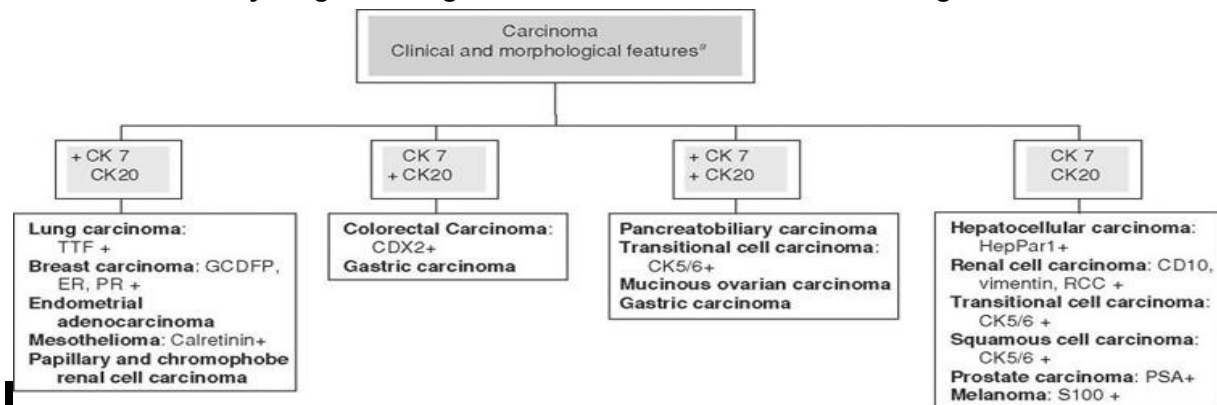 Carcinoma
Clinical and morphological featuresᵃ
+ CK 7
CK20
CK 7
+ CK20
+ CK 7
+ CK20
CK 7
CK20
Lung carcinoma:
TTF +
Breast carcinoma: GCDFP,
ER, PR +
Endometrial
adenocarcinoma
Mesothelioma: Calretinin+
Papillary and chromophobe
renal cell carcinoma
Colorectal Carcinoma:
CDX2+
Gastric carcinoma
Pancreatobiliary carcinoma
Transitional cell carcinoma:
CK5/6+
Mucinous ovarian carcinoma
Gastric carcinoma
Hepatocellular carcinoma:
HepPar1+
Renal cell carcinoma: CD10,
vimentin, RCC +
Transitional cell carcinoma:
CK5/6 +
Squamous cell carcinoma:
CK5/6 +
Prostate carcinoma: PSA+
Melanoma: S100 +